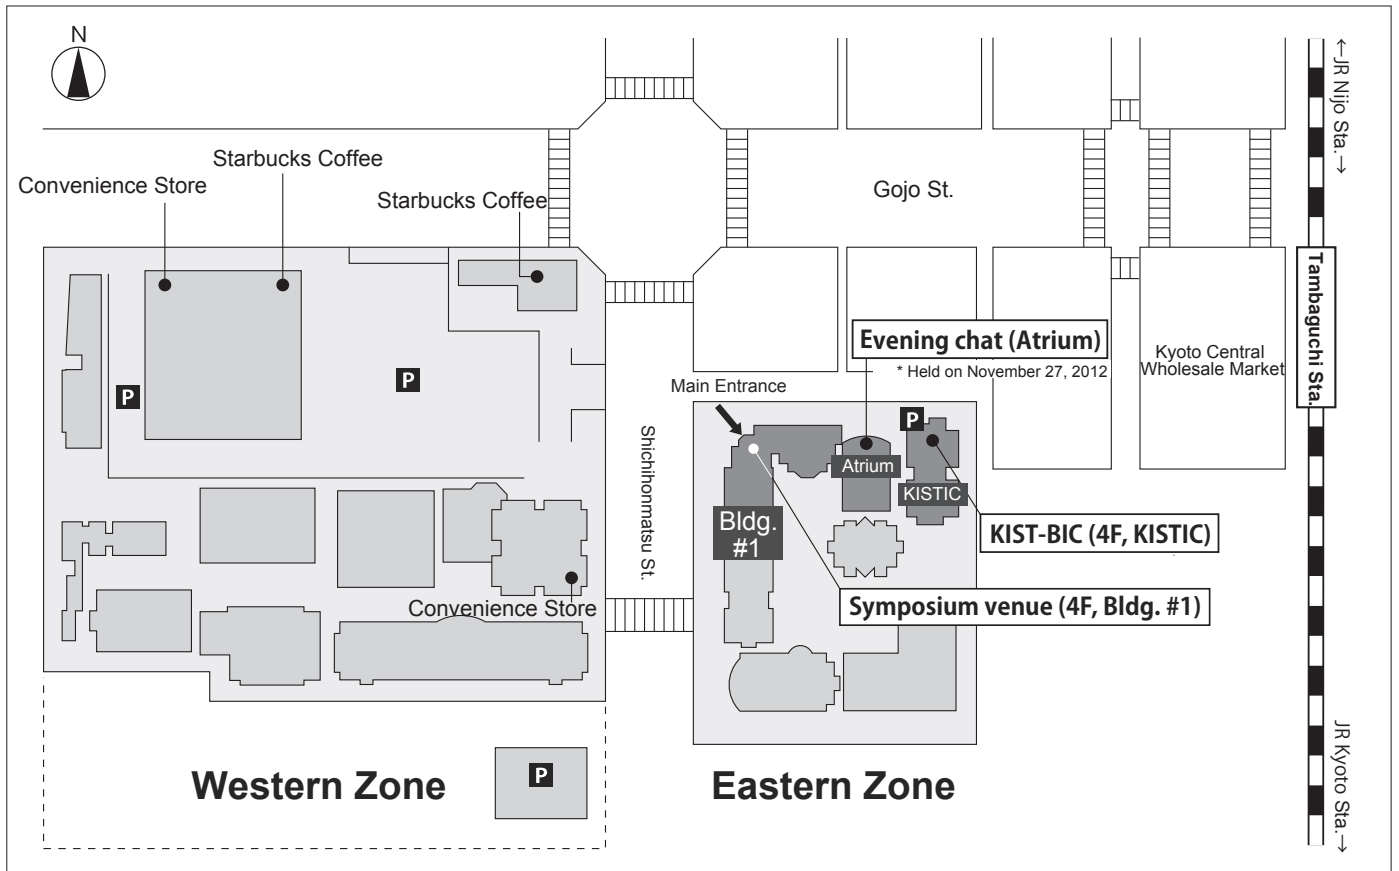 N
←JR Nijo Sta.→
Starbucks Coffee
Convenience Store
Starbucks Coffee
Gojo St.
Tambaguchi Sta.
Evening chat (Atrium)
* Held on November 27, 2012
Kyoto Central
Wholesale Market
Main Entrance
P
P
P
Shichihonmatsu St.
Atrium
KISTIC
Bldg.
#1
KIST-BIC (4F, KISTIC)
Convenience Store
Symposium venue (4F, Bldg. #1)
JR Kyoto Sta.→
P
Western Zone
Eastern Zone